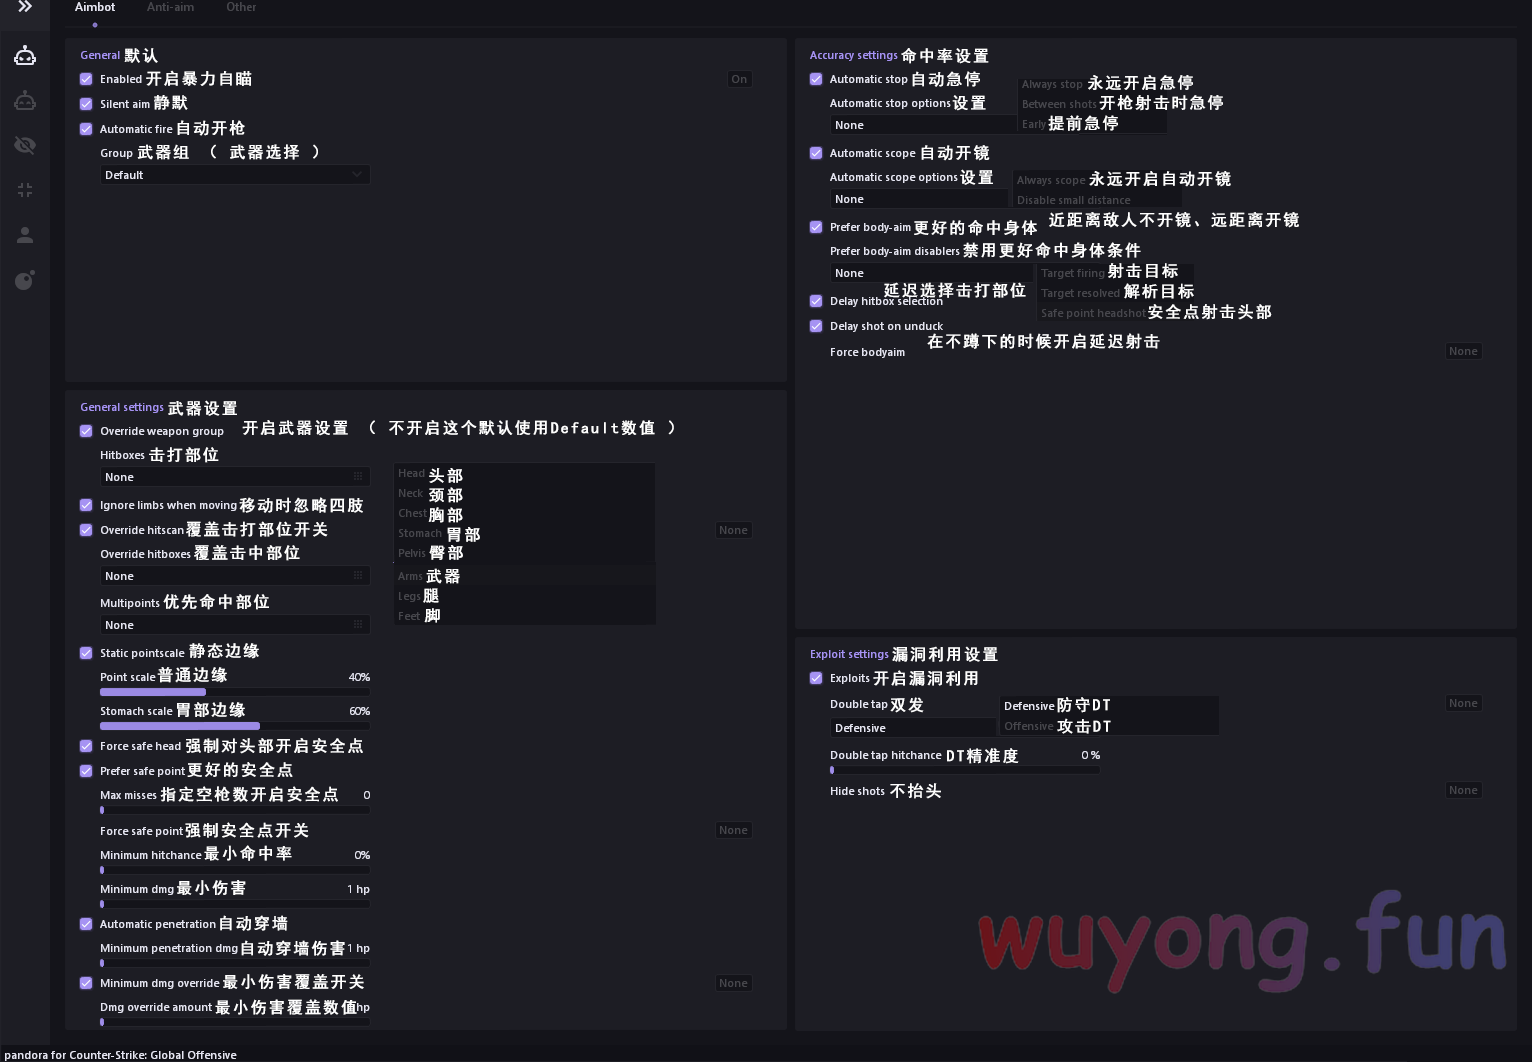 Aimbot Anti-aim Other
General 默认
Enabled 开启暴力自瞄 On
Silent aim 静默
Automatic fire 自动开枪
Group 武器组 （ 武器选择 ）
Default
General settings 武器设置
Override weapon group 开启武器设置 （ 不开启这个默认使用Default数值 ）
Hitboxes 击打部位
None
Head 头部
Neck 颈部
Chest 胸部
Stomach 胃部
Pelvis 臀部
Arms 武器
Legs 腿
Feet 脚
Ignore limbs when moving 移动时忽略四肢
Override hitscan 覆盖击打部位开关 None
Override hitboxes 覆盖击中部位
None
Multipoints 优先命中部位
None
Static pointscale 静态边缘
Point scale 普通边缘 40%
Stomach scale 胃部边缘 60%
Force safe head 强制对头部开启安全点
Prefer safe point 更好的安全点
Max misses 指定空枪数开启安全点 0
Force safe point 强制安全点开关 None
Minimum hitchance 最小命中率 0%
Minimum dmg 最小伤害 1 hp
Automatic penetration 自动穿墙
Minimum penetration dmg 自动穿墙伤害 1 hp
Minimum dmg override 最小伤害覆盖开关 None
Dmg override amount 最小伤害覆盖数值 hp
Accuracy settings 命中率设置
Automatic stop 自动急停
Automatic stop options 设置
None
Always stop 永远开启急停
Between shots 开枪射击时急停
Early 提前急停
Automatic scope 自动开镜
Automatic scope options 设置
None
Always scope 永远开启自动开镜
Disable small distance
近距离敌人不开镜、远距离开镜
Prefer body-aim 更好的命中身体
Prefer body-aim disablers 禁用更好命中身体条件
None
Target firing 射击目标
Target resolved 解析目标
Safe point headshot 安全点射击头部
延迟选择击打部位
Delay hitbox selection
Delay shot on unduck
在不蹲下的时候开启延迟射击
Force bodyaim None
Exploit settings 漏洞利用设置
Exploits 开启漏洞利用
Double tap 双发 None
Defensive
Defensive 防守DT
Offensive 攻击DT
Double tap hitchance DT精准度 0 %
Hide shots 不抬头 None
wuyong.fun
pandora for Counter-Strike: Global Offensive